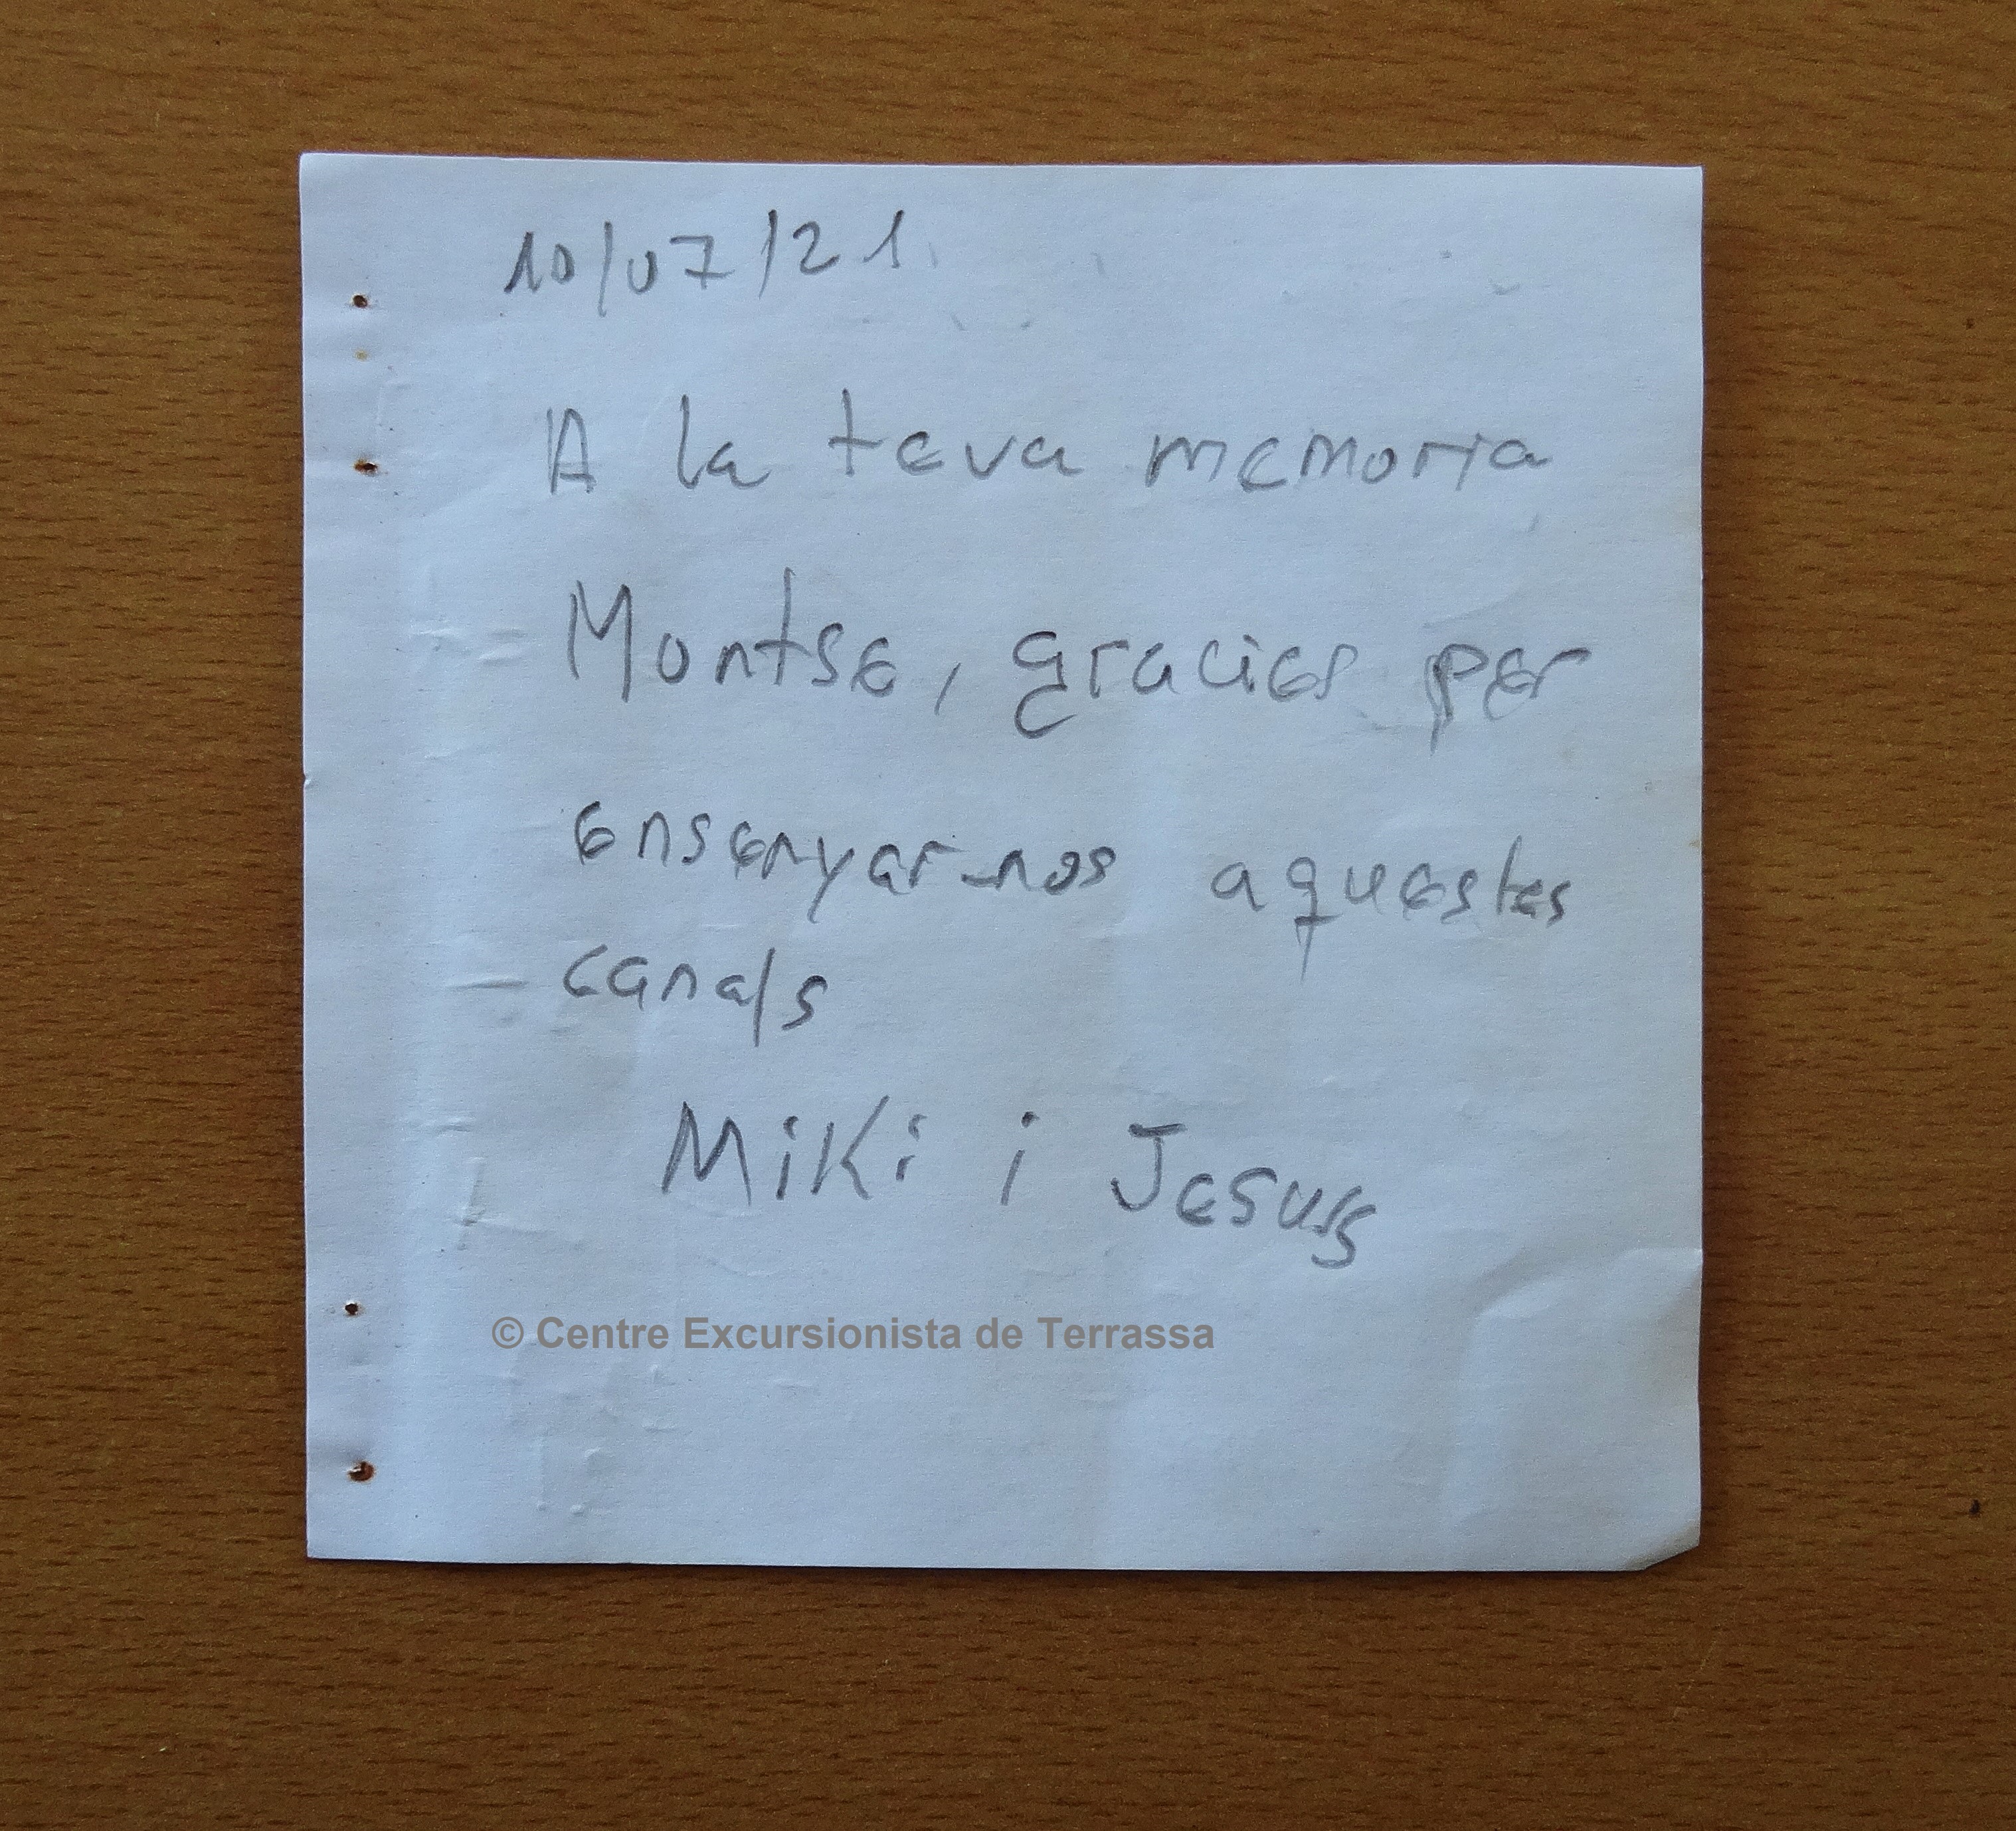 10/07/21.
A la teva memoria
Montse, gracies per
ensenyar-nos aquestes
canals
Miki i Jesus
© Centre Excursionista de Terrassa